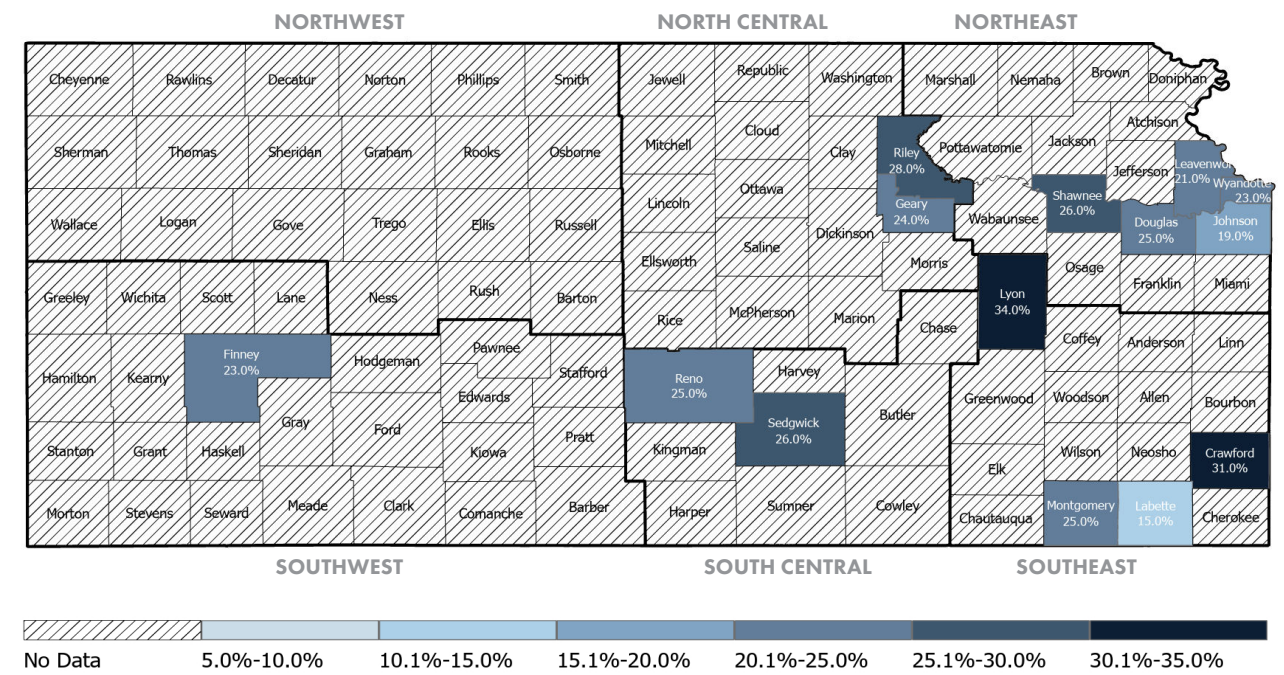 NORTHWEST NORTH CENTRAL NORTHEAST
Cheyenne Rawlins Decatur Norton Phillips Smith Jewell Republic Washington Marshall Nemaha Brown Doniphan
Sherman Thomas Sheridan Graham Rooks Osborne Mitchell Cloud Clay Riley Pottawatomie Jackson Atchison
28.0%
Jefferson Leavenwor
21.0%
Wyandotte
23.0%
Wallace Logan Gove Trego Ellis Russell Lincoln Ottawa Geary Wabaunsee Shawnee Douglas Johnson
24.0% 26.0% 25.0% 19.0%
Ellsworth Saline Dickinson Morris Osage Franklin Miami
Greeley Wichita Scott Lane Ness Rush Barton Rice McPherson Marion Chase Lyon
34.0%
Coffey Anderson Linn
Hamilton Kearny Finney Hodgeman Pawnee Stafford Reno Harvey
23.0% 25.0%
Edwards Butler Greenwood Woodson Allen Bourbon
Gray Ford Pratt Sedgwick
26.0%
Stanton Grant Haskell Kiowa Kingman Elk Wilson Neosho Crawford
31.0%
Morton Stevens Seward Meade Clark Comanche Barber Harper Sumner Cowley Chautauqua Montgomery Labette Cherokee
25.0% 15.0%
SOUTHWEST SOUTH CENTRAL SOUTHEAST
No Data 5.0%-10.0% 10.1%-15.0% 15.1%-20.0% 20.1%-25.0% 25.1%-30.0% 30.1%-35.0%